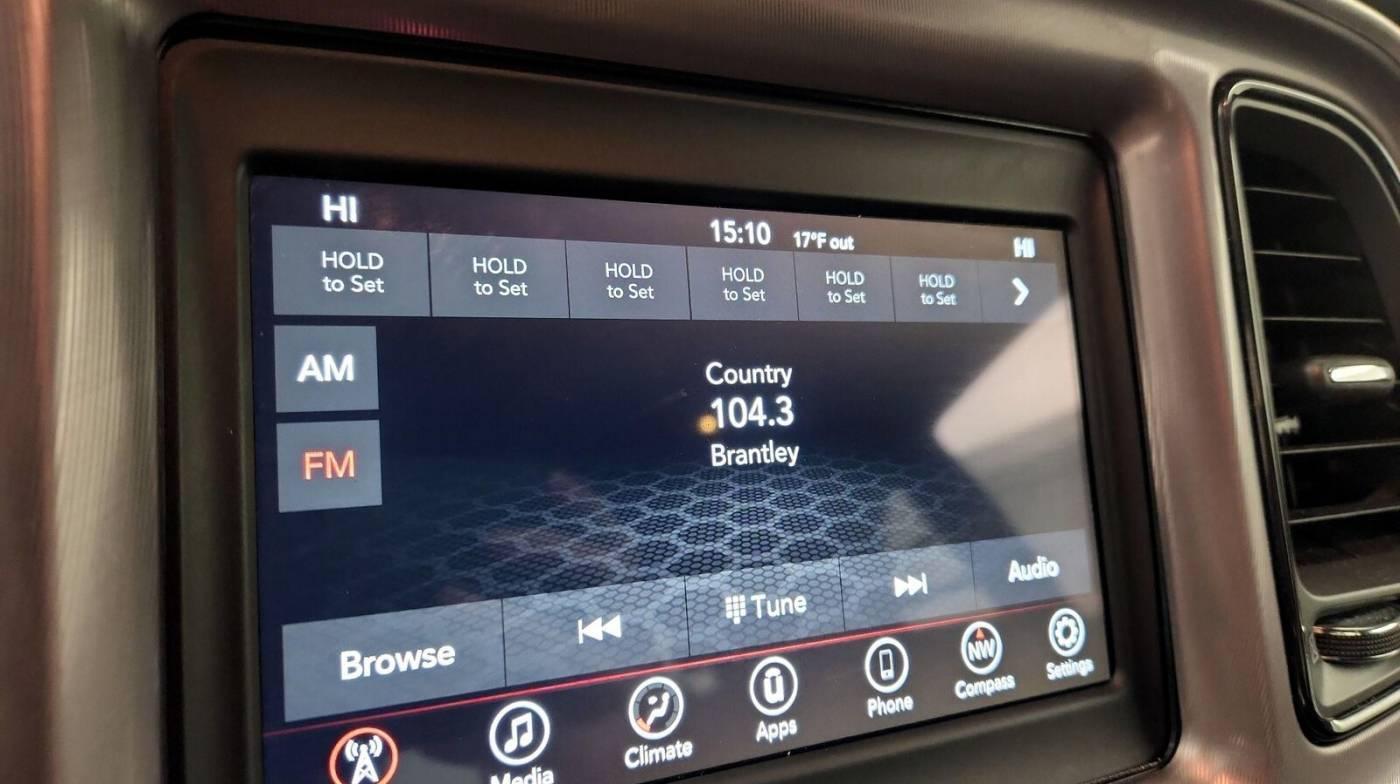 HI
15:10 17°F out
HI
HOLD to Set
HOLD to Set
HOLD to Set
HOLD to Set
HOLD to Set
HOLD to Set
AM
FM
Country
104.3
Brantley
Browse
Tune
Audio
Media
Climate
Apps
Phone
NW
Compass
Settings